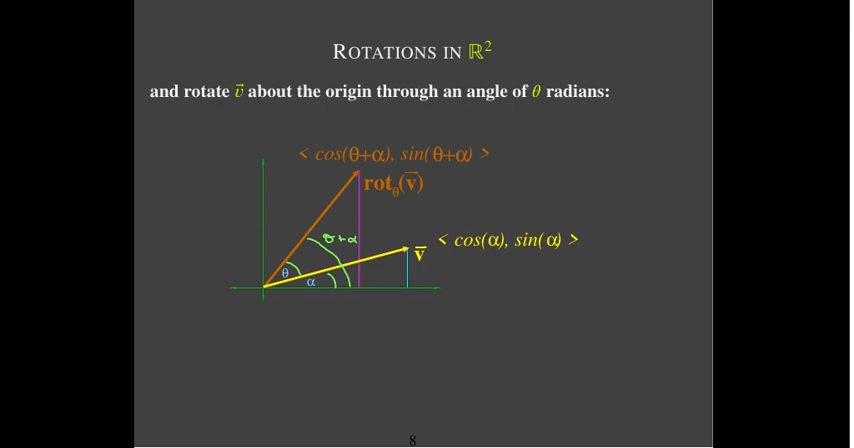 ROTATIONS IN ℝ²
and rotate v⃗ about the origin through an angle of θ radians:
< cos(θ+α), sin(θ+α) >
rot_θ(v⃗)
θ+α
< cos(α), sin(α) >
v⃗
θ
α
8